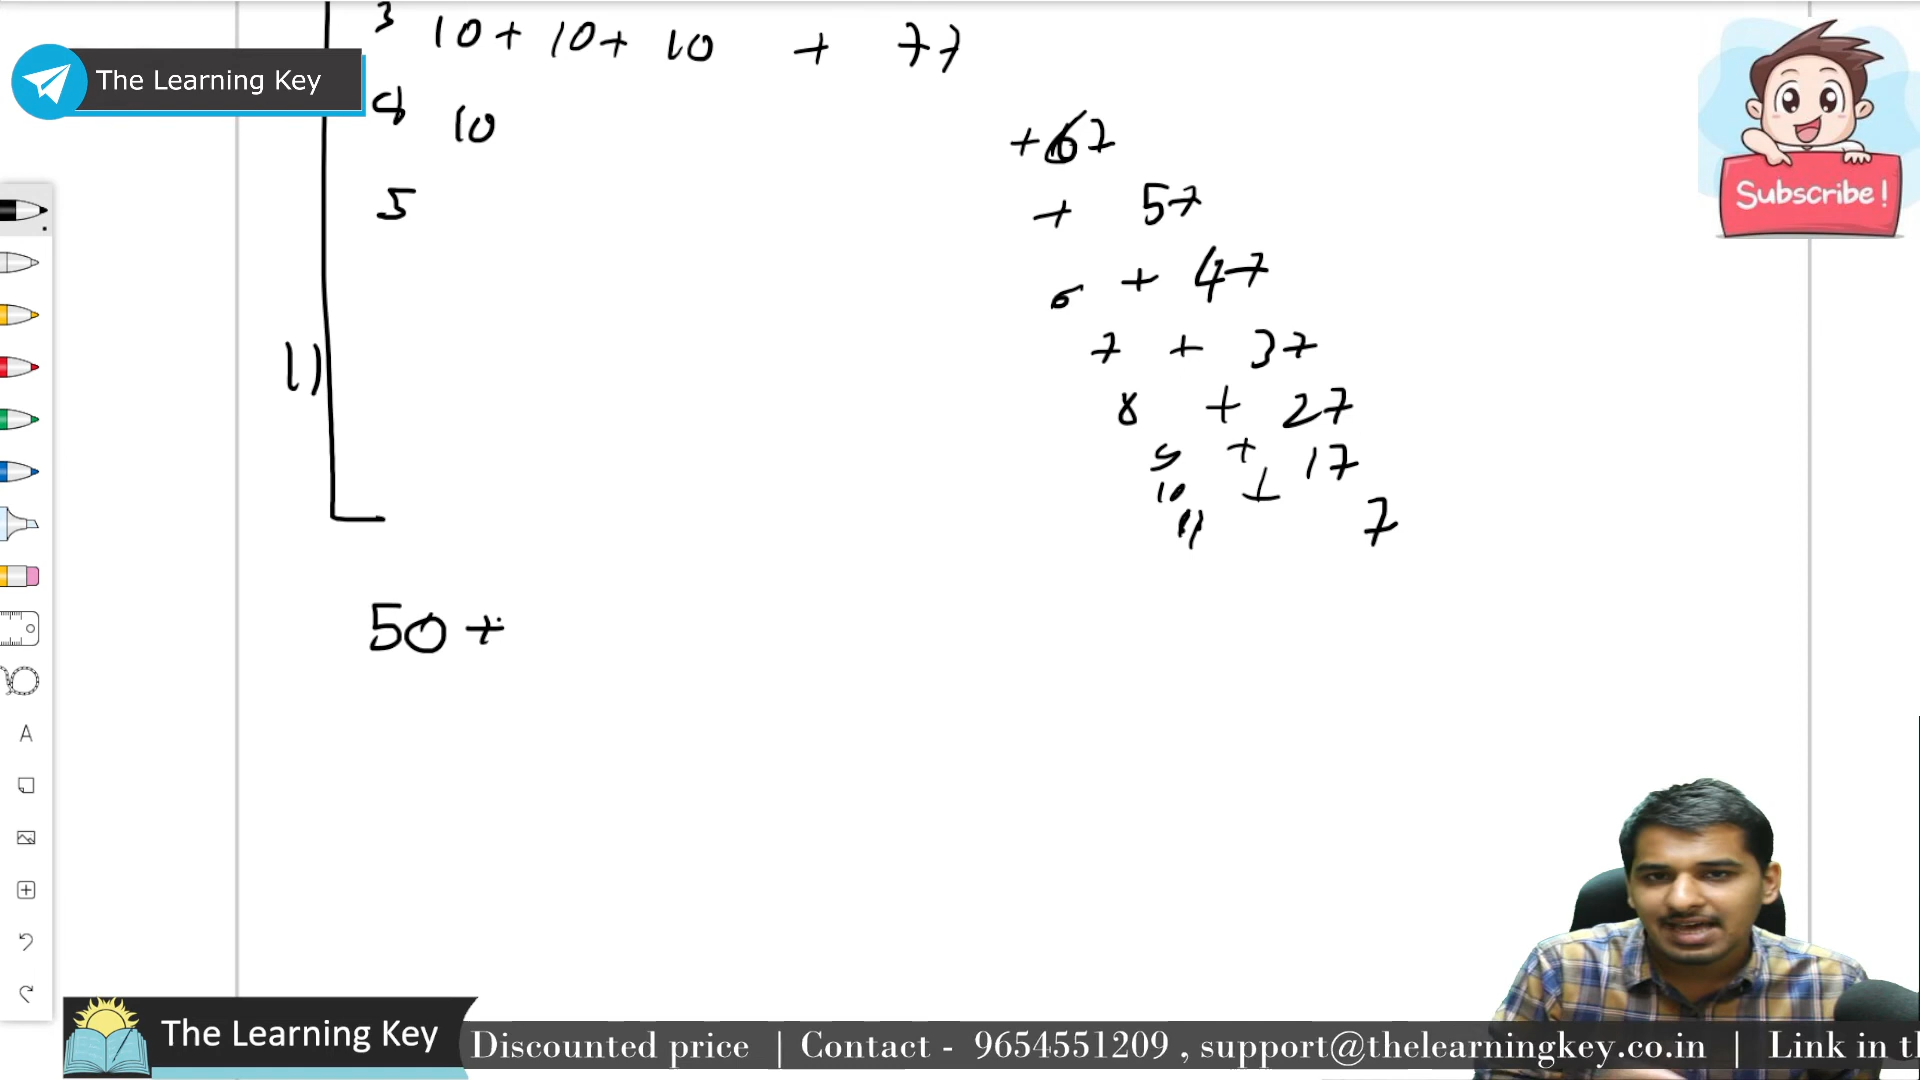 3 10 + 10 + 10 + 77
The Learning Key
4 10
+ 67
5
+ 57
Subscribe !
6 + 47
7 + 37
11
8 + 27
9 + 17
10 +
11 7
50 +
A
The Learning Key
Discounted price | Contact - 9654551209 , support@thelearningkey.co.in | Link in t